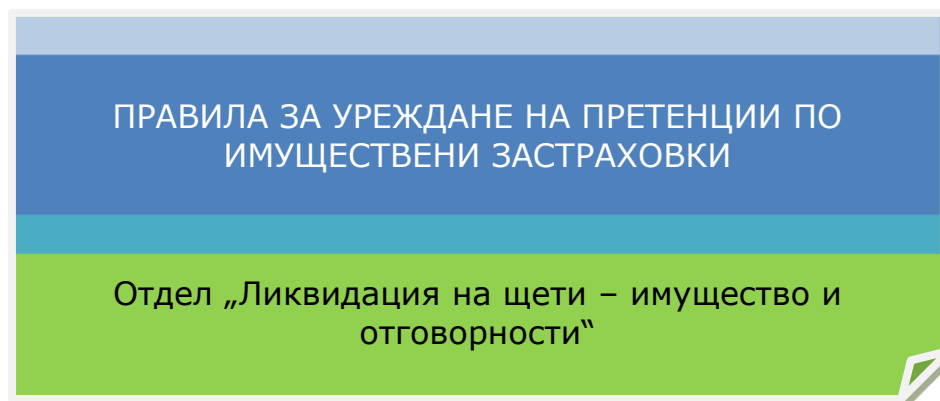 ПРАВИЛА ЗА УРЕЖДАНЕ НА ПРЕТЕНЦИИ ПО
ИМУЩЕСТВЕНИ ЗАСТРАХОВКИ
Отдел „Ликвидация на щети – имущество и
отговорности“